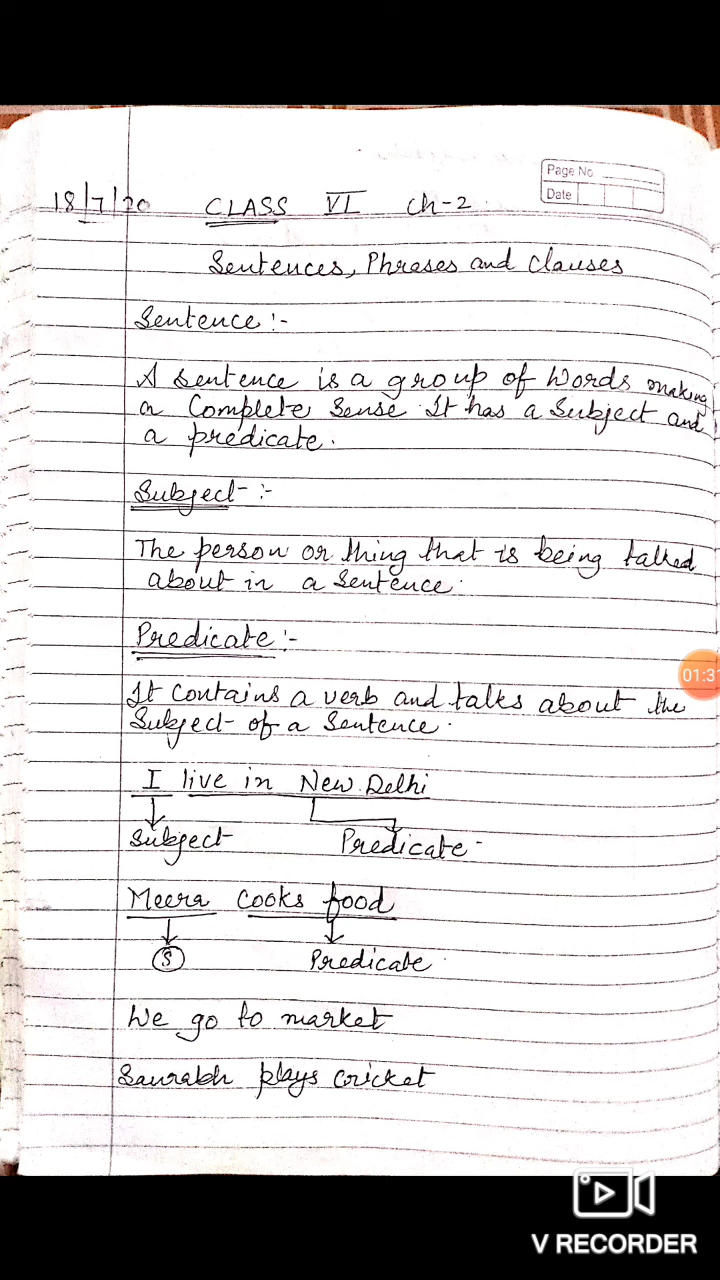 Page No
Date
18/7/20 CLASS VI Ch-2
Sentences, Phrases and Clauses
Sentence :-
A sentence is a group of words making
a Complete Sense. It has a Subject and
a predicate.
Subject :-
The person or thing that is being talked
about in a Sentence.
Predicate :-
It contains a verb and talks about the
Subject of a Sentence.
01:31
I live in New Delhi
Subject Predicate
Meera Cooks food
S Predicate
We go to market
Saurabh plays cricket
V RECORDER